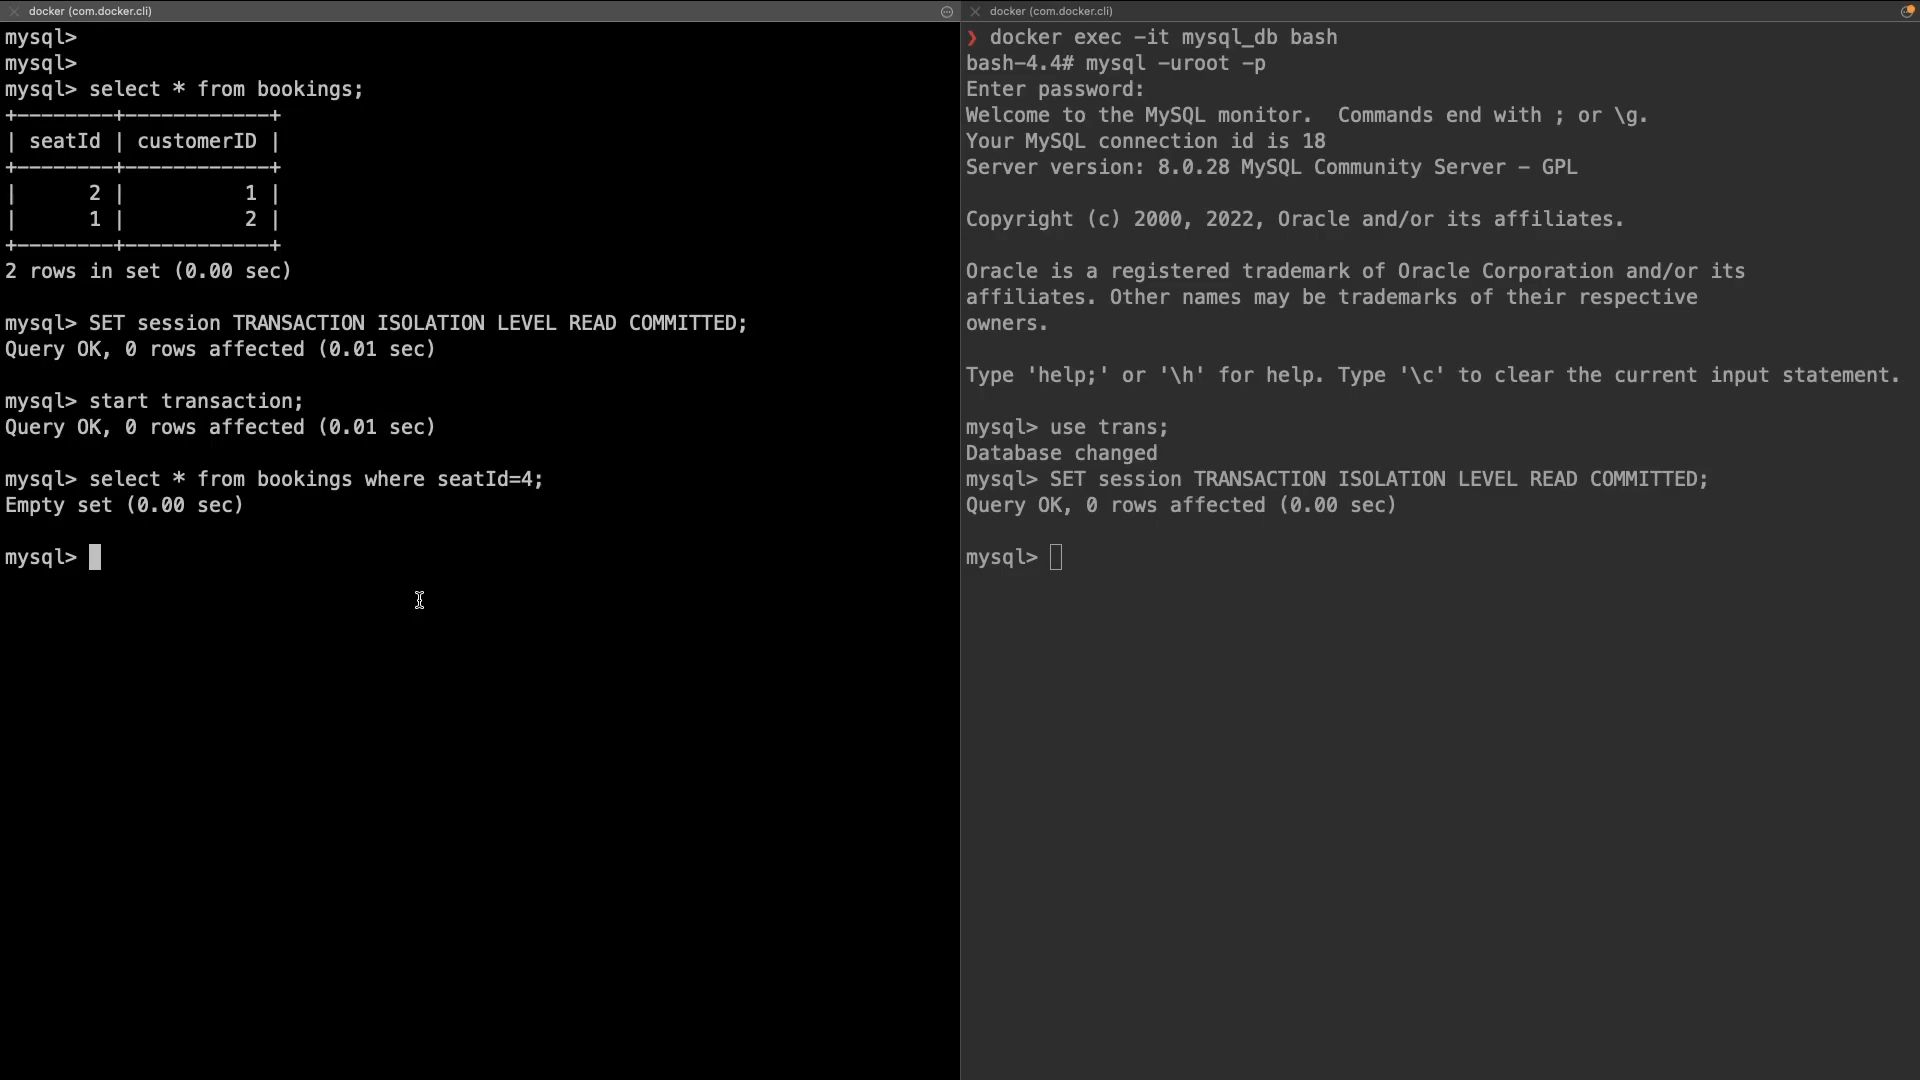 docker (com.docker.cli)
mysql>
mysql>
mysql> select * from bookings;
+--------+------------+
| seatId | customerID |
+--------+------------+
|      2 |          1 |
|      1 |          2 |
+--------+------------+
2 rows in set (0.00 sec)
mysql> SET session TRANSACTION ISOLATION LEVEL READ COMMITTED;
Query OK, 0 rows affected (0.01 sec)
mysql> start transaction;
Query OK, 0 rows affected (0.01 sec)
mysql> select * from bookings where seatId=4;
Empty set (0.00 sec)
mysql>
docker (com.docker.cli)
❯ docker exec -it mysql_db bash
bash-4.4# mysql -uroot -p
Enter password:
Welcome to the MySQL monitor.  Commands end with ; or \g.
Your MySQL connection id is 18
Server version: 8.0.28 MySQL Community Server - GPL
Copyright (c) 2000, 2022, Oracle and/or its affiliates.
Oracle is a registered trademark of Oracle Corporation and/or its
affiliates. Other names may be trademarks of their respective
owners.
Type 'help;' or '\h' for help. Type '\c' to clear the current input statement.
mysql> use trans;
Database changed
mysql> SET session TRANSACTION ISOLATION LEVEL READ COMMITTED;
Query OK, 0 rows affected (0.00 sec)
mysql>